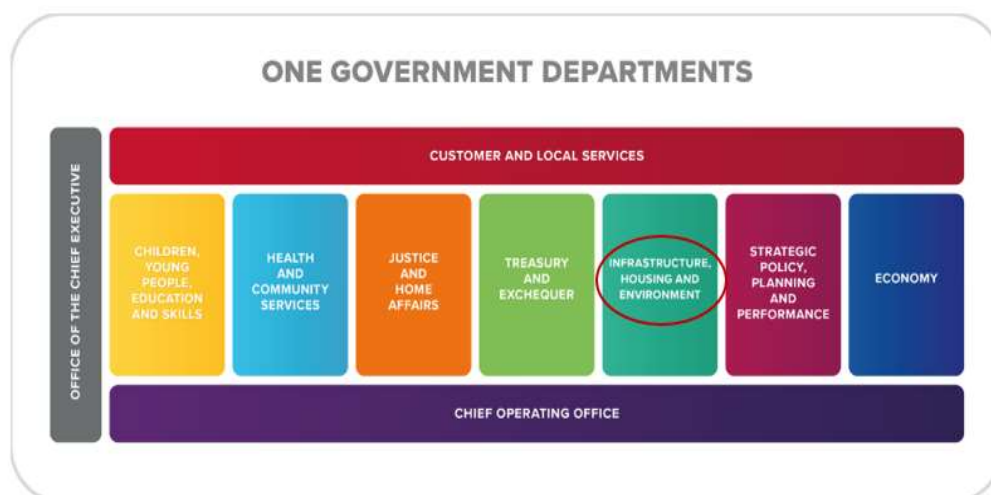 ONE GOVERNMENT DEPARTMENTS
OFFICE OF THE CHIEF EXECUTIVE
CUSTOMER AND LOCAL SERVICES
CHILDREN,
YOUNG
PEOPLE,
EDUCATION
AND SKILLS
HEALTH
AND
COMMUNITY
SERVICES
JUSTICE
AND
HOME
AFFAIRS
TREASURY
AND
EXCHEQUER
INFRASTRUCTURE,
HOUSING AND
ENVIRONMENT
STRATEGIC
POLICY,
PLANNING
AND
PERFORMANCE
ECONOMY
CHIEF OPERATING OFFICE